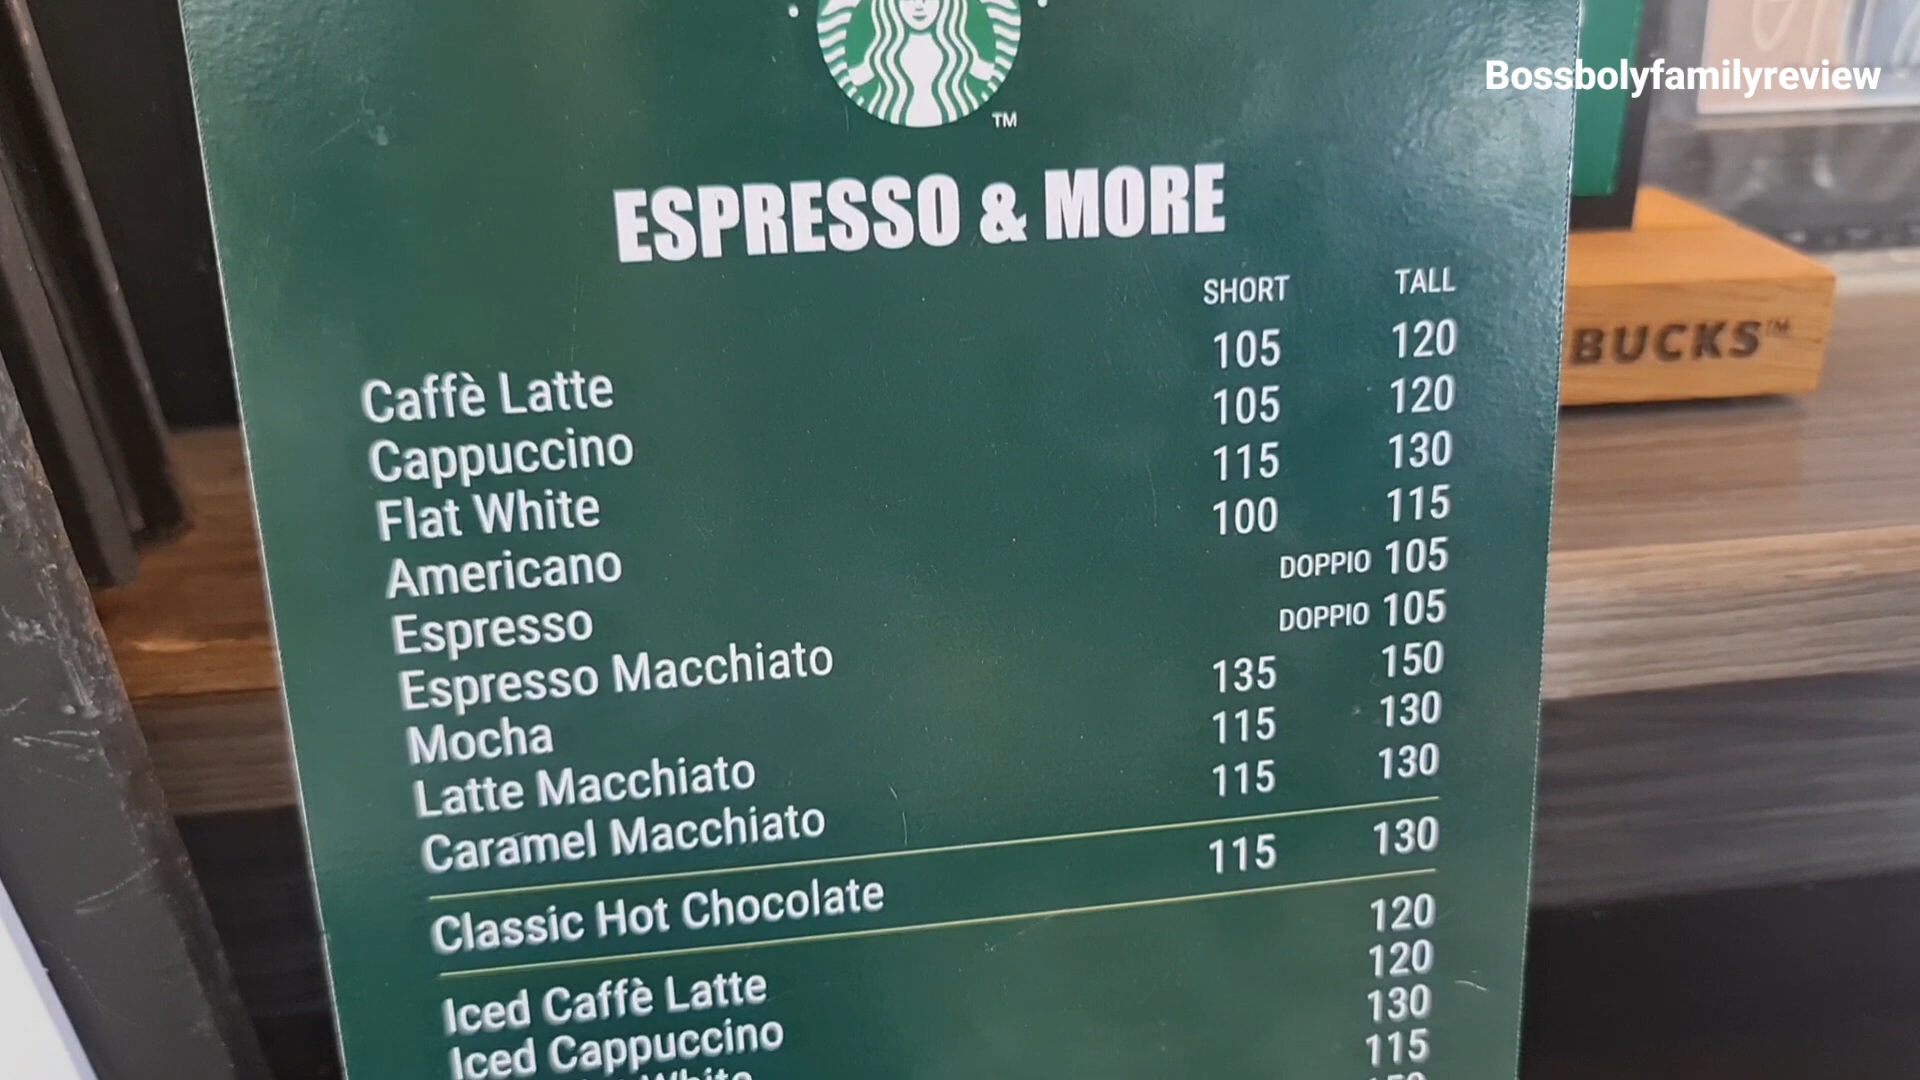 Bossbolyfamilyreview
TM
ESPRESSO & MORE
SHORT TALL
Caffè Latte 105 120
Cappuccino 105 120
Flat White 115 130
Americano 100 115
Espresso DOPPIO 105
Espresso Macchiato DOPPIO 105
Mocha 135 150
Latte Macchiato 115 130
Caramel Macchiato 115 130
Classic Hot Chocolate 115 130
Iced Caffè Latte 120
Iced Cappuccino 120
White 130
115
BUCKS™